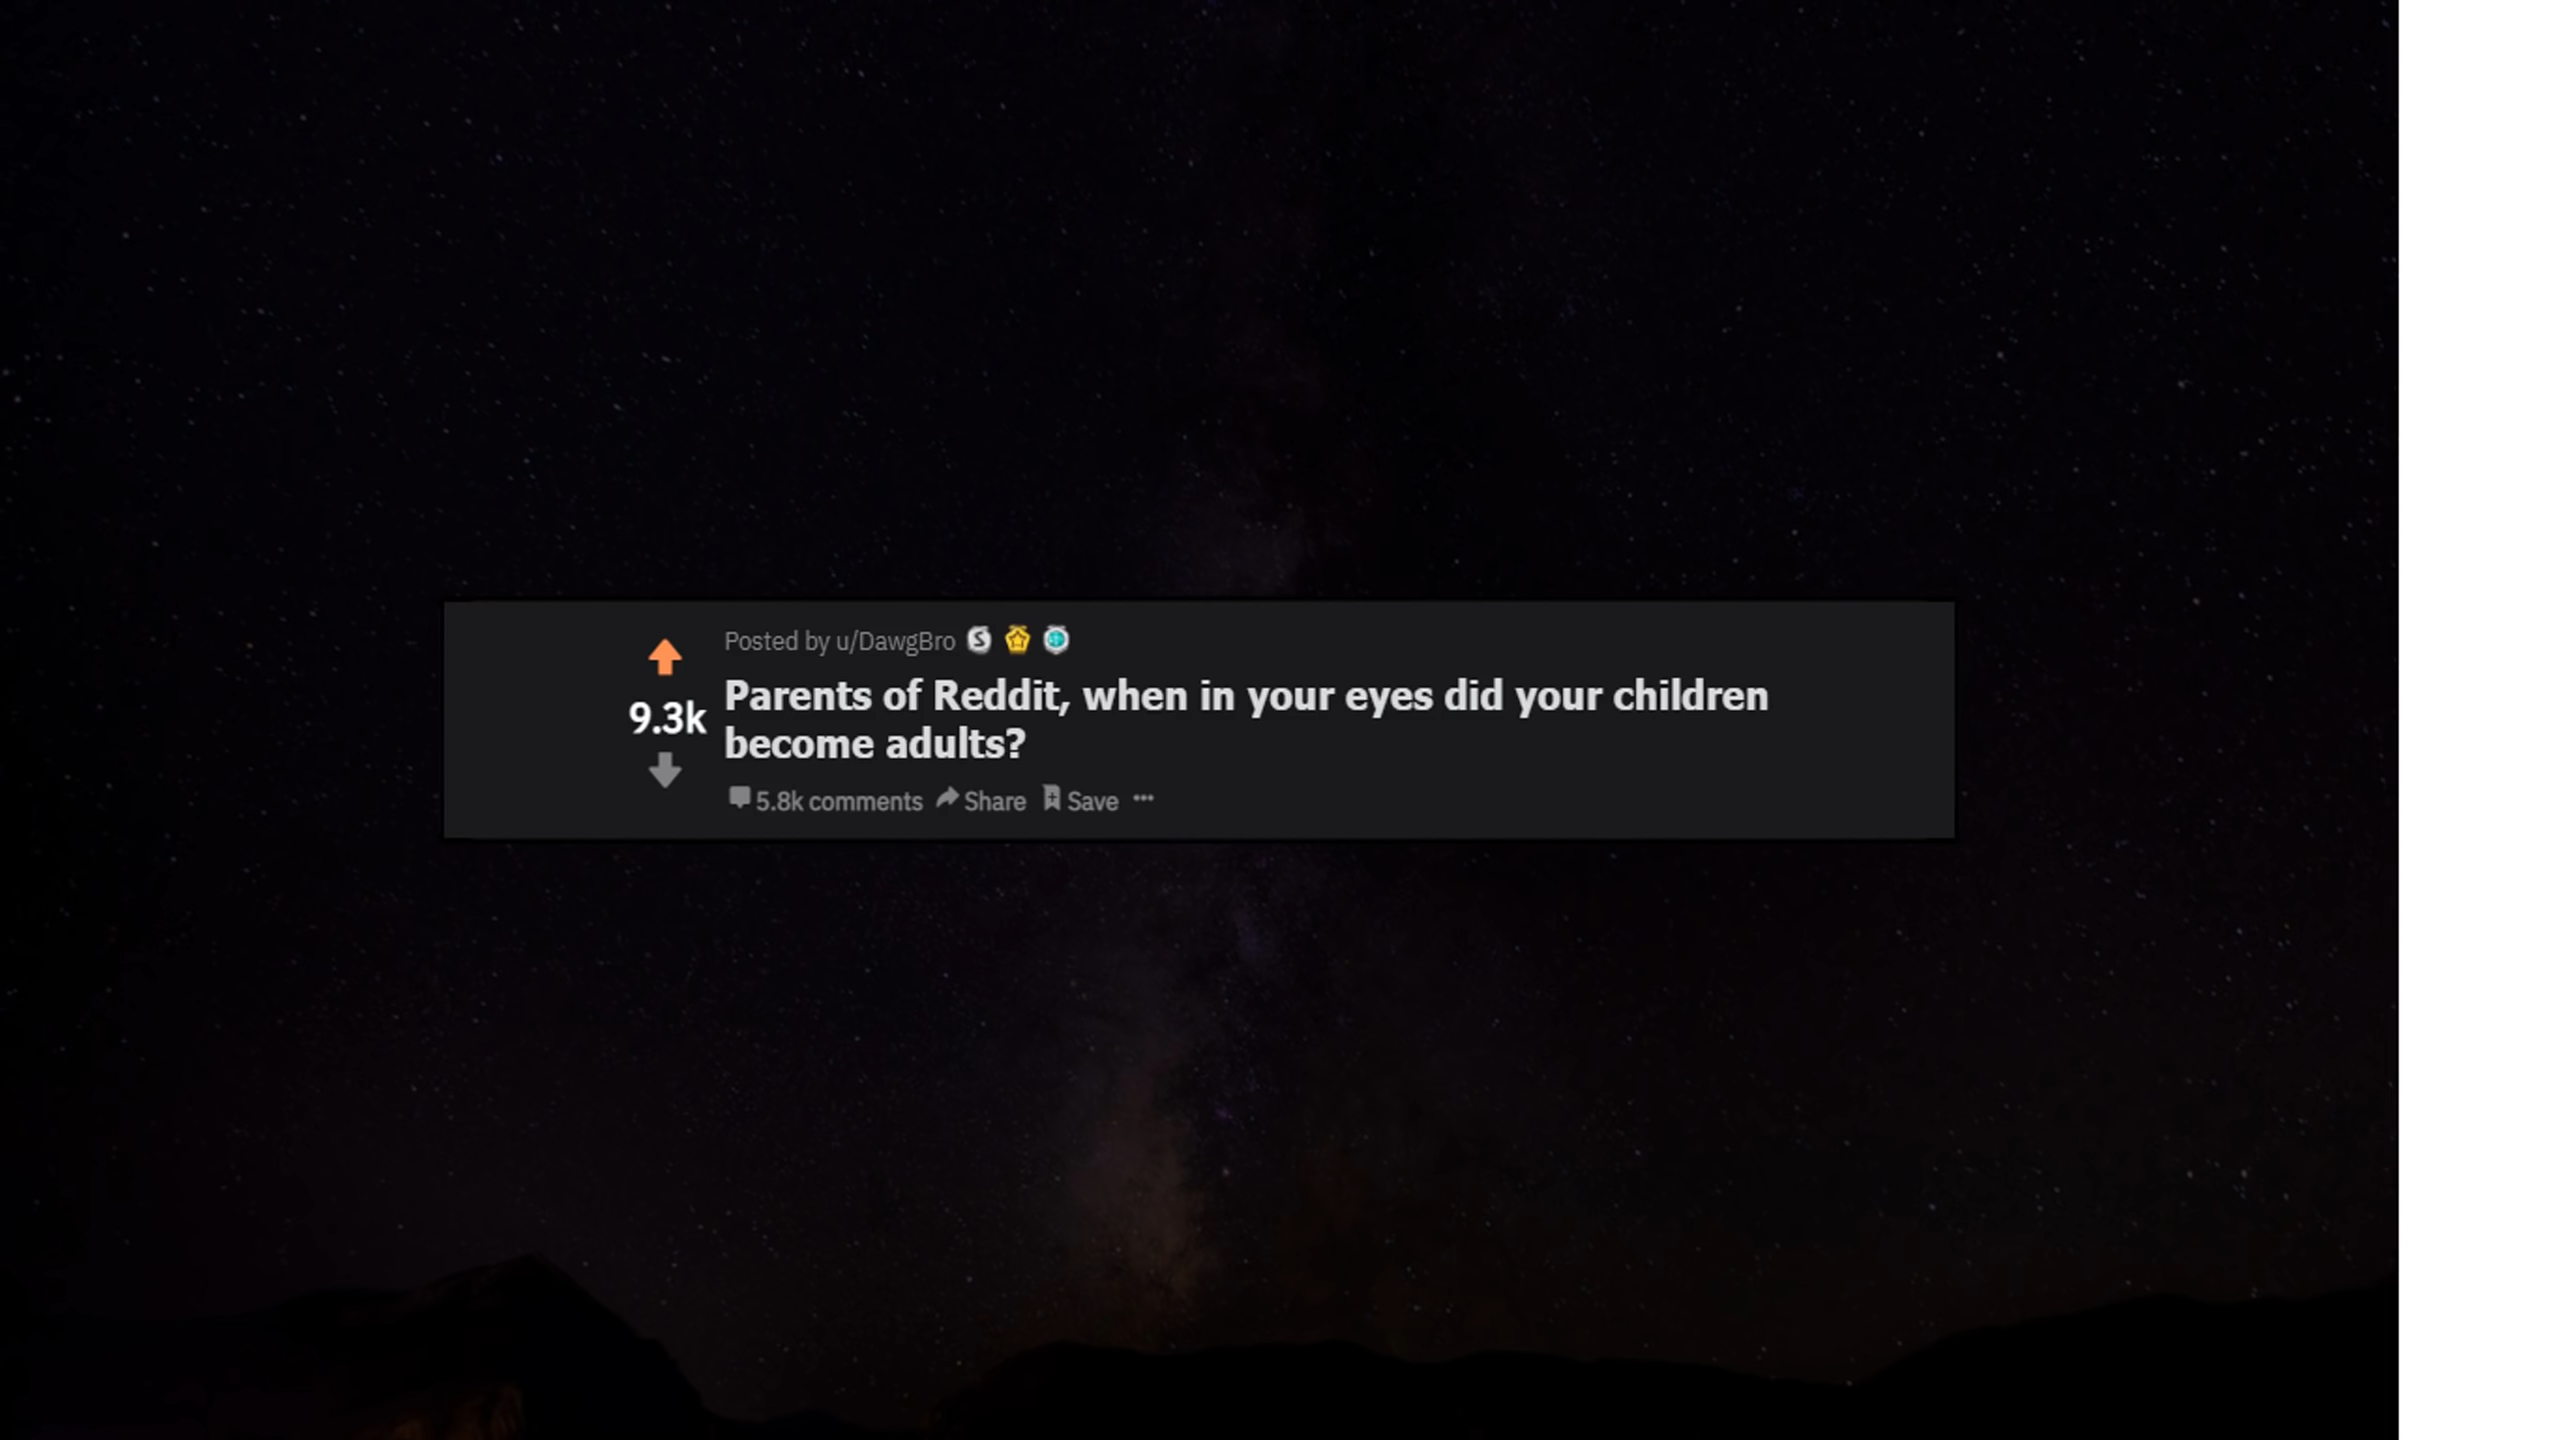 Posted by u/DawgBro
Parents of Reddit, when in your eyes did your children
become adults?
9.3k
5.8k comments Share Save ...